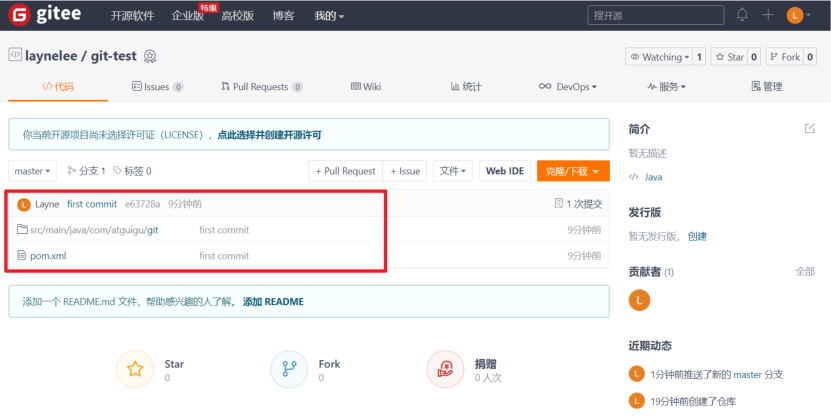 gitee 开源软件 企业版 特惠 高校版 博客 我的 搜开源 L
laynelee / git-test Watching 1 Star 0 Fork 0
代码 Issues 0 Pull Requests 0 Wiki 统计 DevOps 服务 管理
你当前开源项目尚未选择许可证（LICENSE），点此选择并创建开源许可
master 分支 1 标签 0 + Pull Request + Issue 文件 Web IDE 克隆/下载
L Layne first commit e63728a 9分钟前 1 次提交
src/main/java/com/atguigu/git first commit 9分钟前
pom.xml first commit 9分钟前
添加一个 README.md 文件，帮助感兴趣的人了解。 添加 README
Star
0
Fork
0
捐赠
0 人次
简介
暂无描述
Java
发行版
暂无发行版， 创建
贡献者 (1) 全部
L
近期动态
L 1分钟前推送了新的 master 分支
L 19分钟前创建了仓库